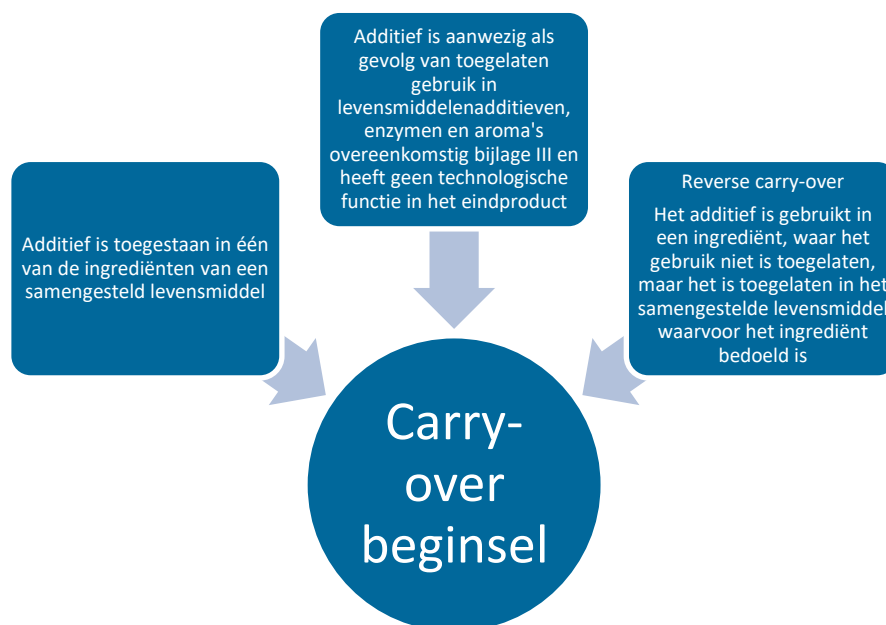 Additief is aanwezig als
gevolg van toegelaten
gebruik in
levensmiddelenadditieven,
enzymen en aroma's
overeenkomstig bijlage III en
heeft geen technologische
functie in het eindproduct
Additief is toegestaan in één
van de ingrediënten van een
samengesteld levensmiddel
Reverse carry-over
Het additief is gebruikt in
een ingrediënt, waar het
gebruik niet is toegelaten,
maar het is toegelaten in het
samengestelde levensmiddel
waarvoor het ingrediënt
bedoeld is
Carry-
over
beginsel